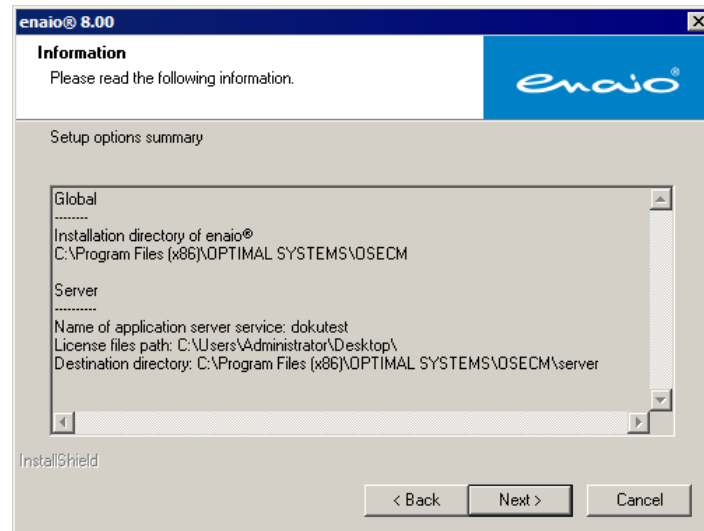 enaio® 8.00
Information
Please read the following information.
enaio®
Setup options summary
Global
--------
Installation directory of enaio®
C:\Program Files (x86)\OPTIMAL SYSTEMS\OSECM
Server
----------
Name of application server service: dokutest
License files path: C:\Users\Administrator\Desktop\
Destination directory: C:\Program Files (x86)\OPTIMAL SYSTEMS\OSECM\server
InstallShield
< Back Next > Cancel